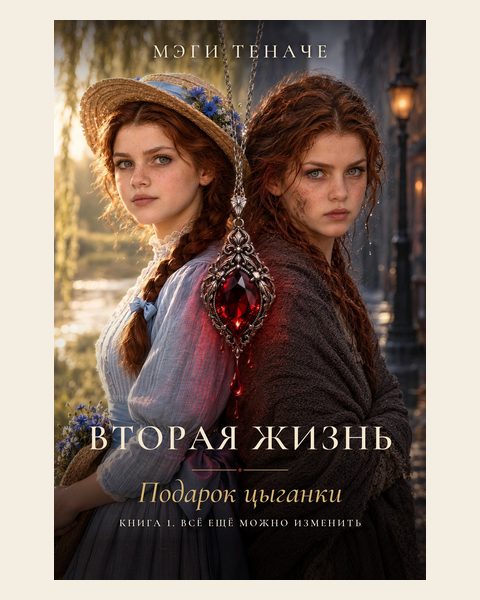 МЭГИ ТЕНАЧЕ
ВТОРАЯ ЖИЗНЬ
Подарок цыганки
КНИГА 1. ВСЁ ЕЩЁ МОЖНО ИЗМЕНИТЬ